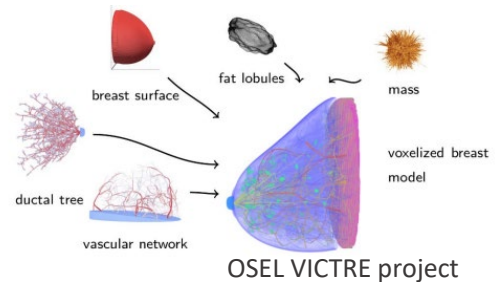 fat lobules
breast surface
mass
voxelized breast
model
ductal tree
vascular network
OSEL VICTRE project